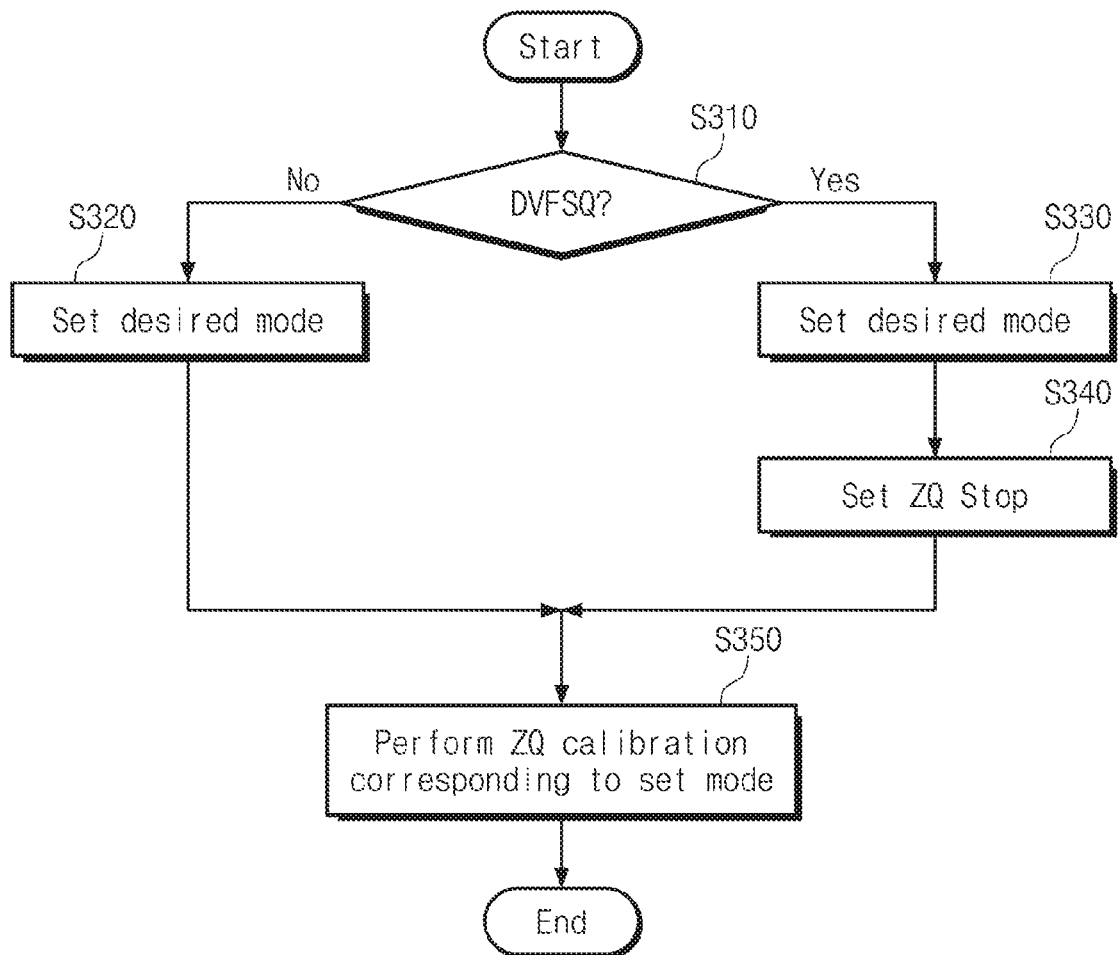 Start
S310
No
DVFSQ?
Yes
S320
S330
Set desired mode
Set desired mode
S340
Set ZQ Stop
S350
Perform ZQ calibration
corresponding to set mode
End